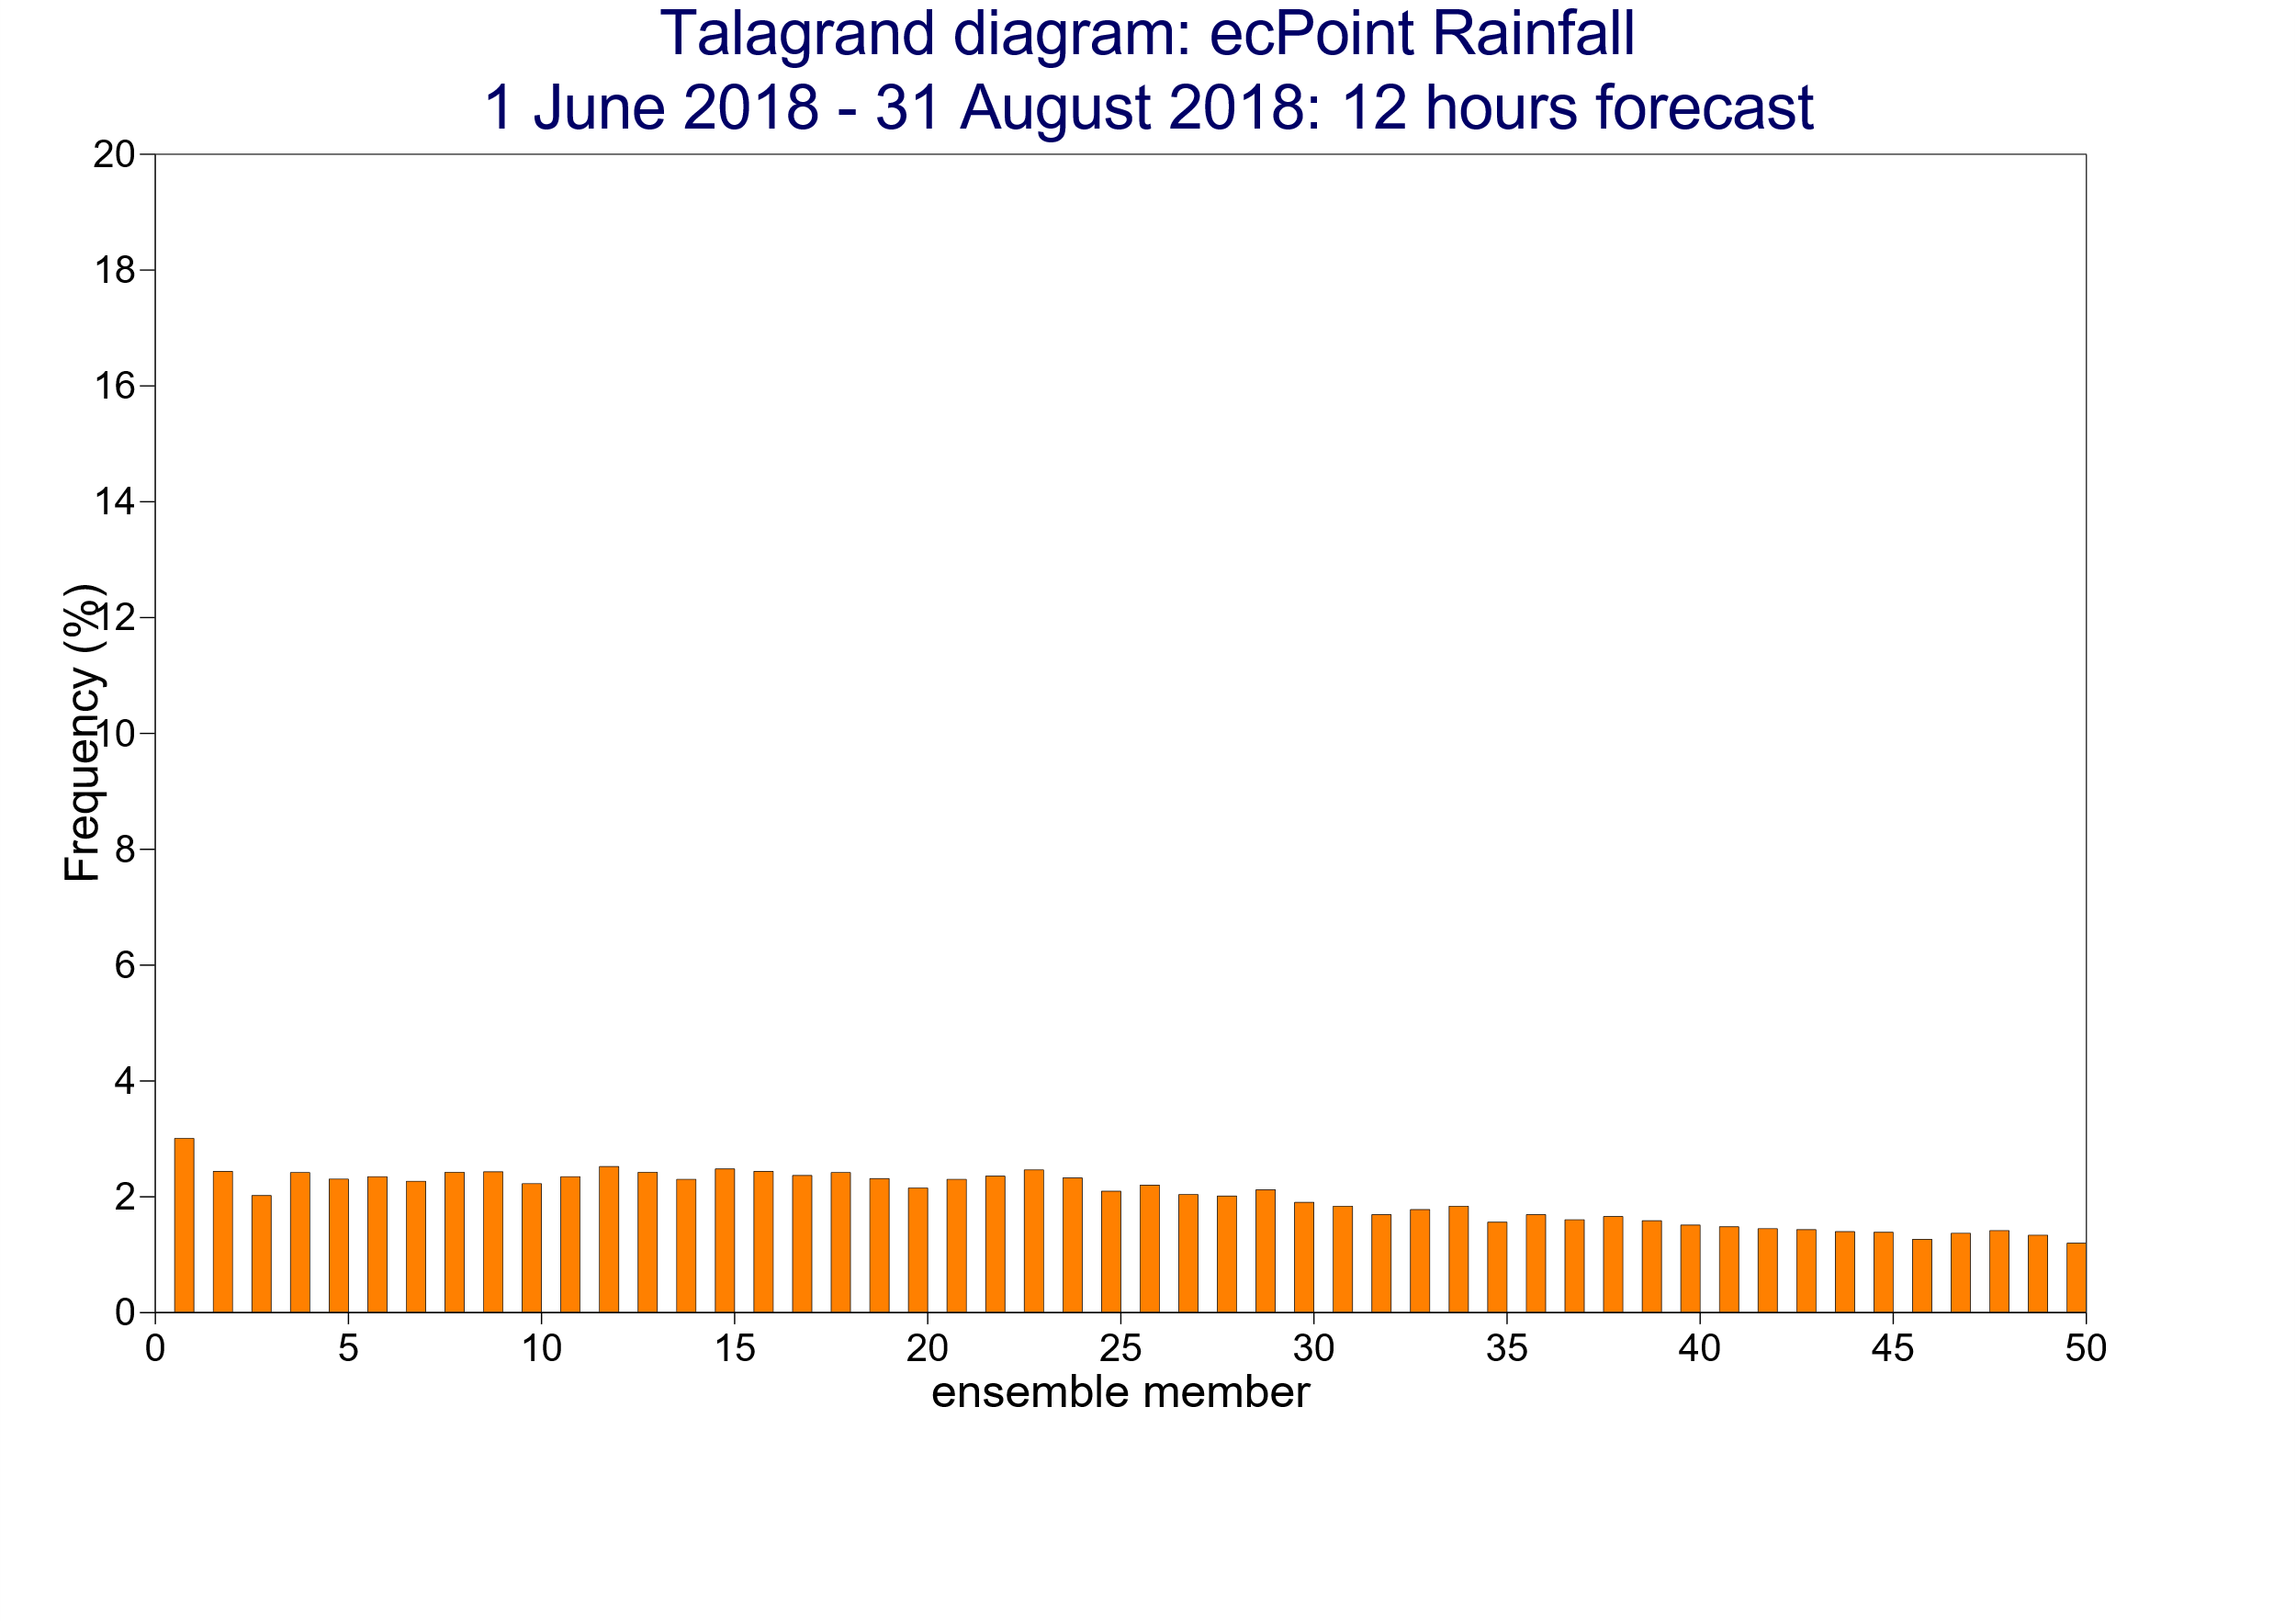 Talagrand diagram: ecPoint Rainfall
1 June 2018 - 31 August 2018: 12 hours forecast
20
18
16
14
12
10
8
6
4
2
0
Frequency (%)
0 5 10 15 20 25 30 35 40 45 50
ensemble member